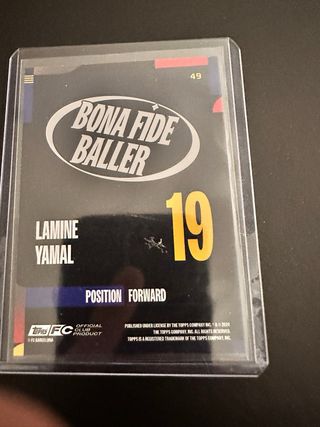 49
BONA FIDE
BALLER
LAMINE
YAMAL
19
POSITION FORWARD
Topps FC OFFICIAL
CLUB
PRODUCT
© FC BARCELONA
PUBLISHED UNDER LICENSE BY THE TOPPS COMPANY, INC. ® & © 2024
THE TOPPS COMPANY, INC. ALL RIGHTS RESERVED.
TOPPS IS A REGISTERED TRADEMARK OF THE TOPPS COMPANY, INC.